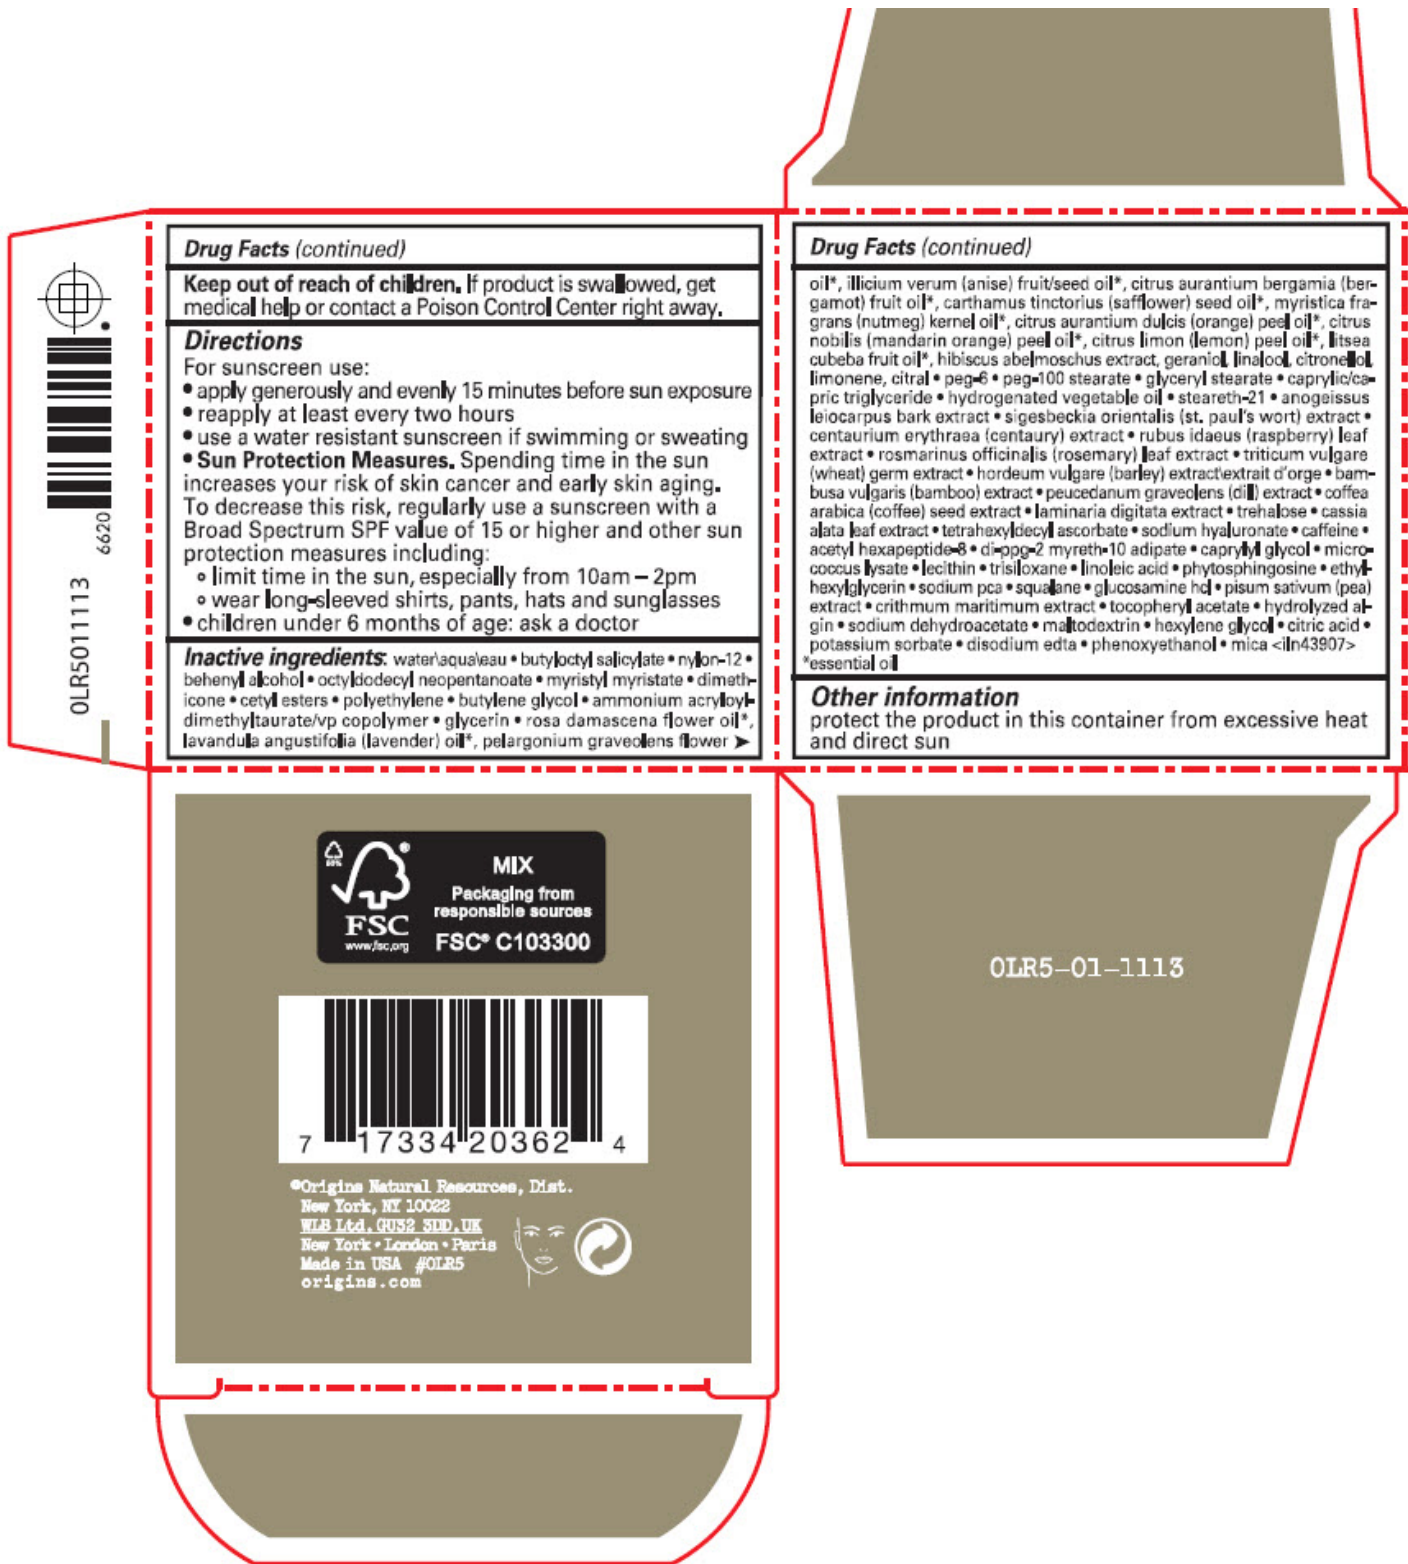 Drug Facts (continued)
Keep out of reach of children. If product is swallowed, get
medical help or contact a Poison Control Center right away.
Directions
For sunscreen use:
• apply generously and evenly 15 minutes before sun exposure
• reapply at least every two hours
• use a water resistant sunscreen if swimming or sweating
• Sun Protection Measures. Spending time in the sun
increases your risk of skin cancer and early skin aging.
To decrease this risk, regularly use a sunscreen with a
Broad Spectrum SPF value of 15 or higher and other sun
protection measures including:
∘ limit time in the sun, especially from 10am – 2pm
∘ wear long-sleeved shirts, pants, hats and sunglasses
• children under 6 months of age: ask a doctor
Inactive ingredients: water\aqua\eau • butyloctyl salicylate • nylon-12 •
behenyl alcohol • octyldodecyl neopentanoate • myristyl myristate • dimeth-
icone • cetyl esters • polyethylene • butylene glycol • ammonium acryloyl-
dimethyltaurate/vp copolymer • glycerin • rosa damascena flower oil*,
lavandula angustifolia (lavender) oil*, pelargonium graveolens flower ➤
Drug Facts (continued)
oil*, illicium verum (anise) fruit/seed oil*, citrus aurantium bergamia (ber-
gamot) fruit oil*, carthamus tinctorius (safflower) seed oil*, myristica fra-
grans (nutmeg) kernel oil*, citrus aurantium dulcis (orange) peel oil*, citrus
nobilis (mandarin orange) peel oil*, citrus limon (lemon) peel oil*, litsea
cubeba fruit oil*, hibiscus abelmoschus extract, geraniol, linalool, citronellol,
limonene, citral • peg-6 • peg-100 stearate • glyceryl stearate • caprylic/ca-
pric triglyceride • hydrogenated vegetable oil • steareth-21 • anogeissus
leiocarpus bark extract • sigesbeckia orientalis (st. paul's wort) extract •
centaurium erythraea (centaury) extract • rubus idaeus (raspberry) leaf
extract • rosmarinus officinalis (rosemary) leaf extract • triticum vulgare
(wheat) germ extract • hordeum vulgare (barley) extract\extrait d'orge • bam-
busa vulgaris (bamboo) extract • peucedanum graveolens (dill) extract • coffea
arabica (coffee) seed extract • laminaria digitata extract • trehalose • cassia
alata leaf extract • tetrahexyldecyl ascorbate • sodium hyaluronate • caffeine •
acetyl hexapeptide-8 • di-ppg-2 myreth-10 adipate • caprylyl glycol • micro-
coccus lysate • lecithin • trisiloxane • linoleic acid • phytosphingosine • ethyl-
hexylglycerin • sodium pca • squalane • glucosamine hcl • pisum sativum (pea)
extract • crithmum maritimum extract • tocopheryl acetate • hydrolyzed al-
gin • sodium dehydroacetate • maltodextrin • hexylene glycol • citric acid •
potassium sorbate • disodium edta • phenoxyethanol • mica <iln43907>
*essential oil
Other information
protect the product in this container from excessive heat
and direct sun
6620
OLR5011113
80%
FSC®
www.fsc.org
MIX
Packaging from
responsible sources
FSC® C103300
7 17334 20362 4
©Origins Natural Resources, Dist.
New York, NY 10022
WLB Ltd. GU32 3DD. UK
New York • London • Paris
Made in USA #OLR5
origins.com
OLR5-01-1113